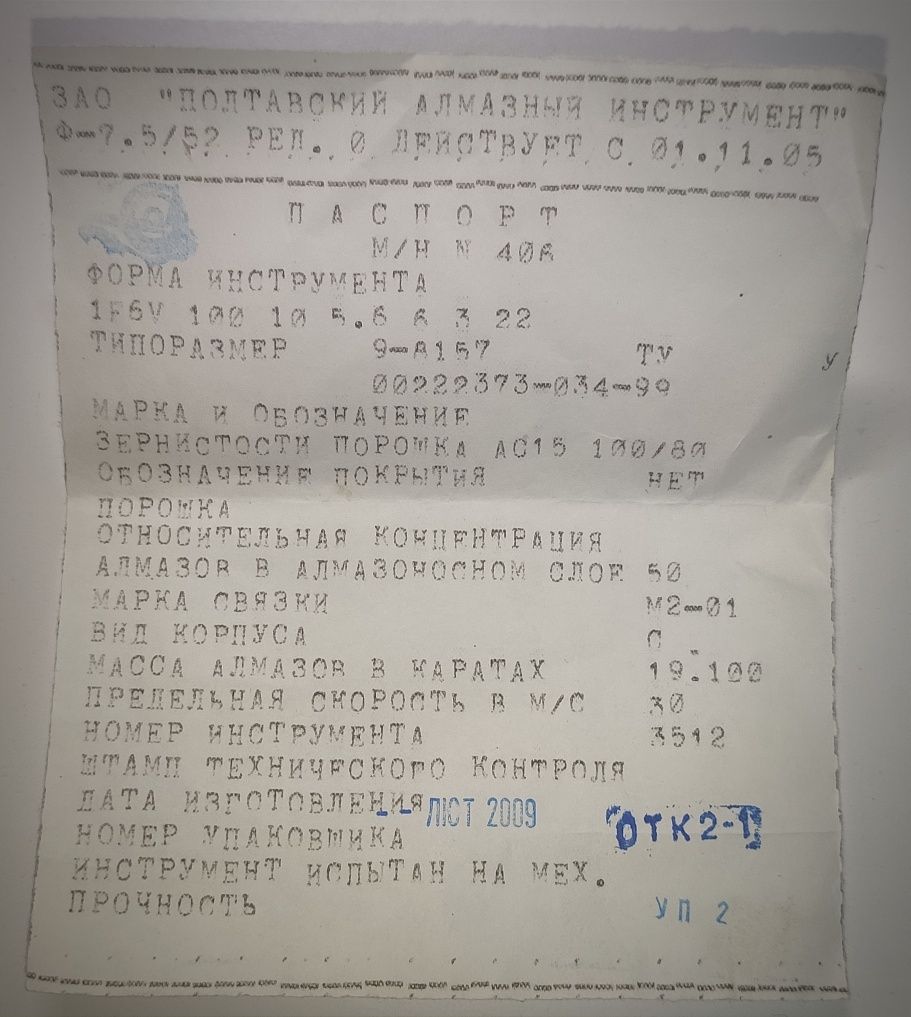 ЗАО "ПОЛТАВСКИЙ АЛМАЗНЫЙ ИНСТРУМЕНТ"
Ф-7.5/52 РЕД. 0 ДЕЙСТВУЕТ С 01.11.05
ПАСПОРТ
М/Н N 406
ФОРМА ИНСТРУМЕНТА
1F6V 100 10 5.6 6 3 22
ТИПОРАЗМЕР 9-8157 ТУ
00222373-034-99
МАРКА И ОБОЗНАЧЕНИЕ
ЗЕРНИСТОСТИ ПОРОШКА АС15 100/80
ОБОЗНАЧЕНИЕ ПОКРЫТИЯ НЕТ
ПОРОШКА
ОТНОСИТЕЛЬНАЯ КОНЦЕНТРАЦИЯ
АЛМАЗОВ В АЛМАЗОНОСНОМ СЛОЕ 50
МАРКА СВЯЗКИ М2-01
ВИД КОРПУСА С
МАССА АЛМАЗОВ В КАРАТАХ 19.100
ПРЕДЕЛЬНАЯ СКОРОСТЬ В М/С 30
НОМЕР ИНСТРУМЕНТА 3512
ШТАМП ТЕХНИЧЕСКОГО КОНТРОЛЯ
ДАТА ИЗГОТОВЛЕНИЯ ЛІСТ 2009 ОТК2-1
НОМЕР УПАКОВЩИКА
ИНСТРУМЕНТ ИСПЫТАН НА МЕХ.
ПРОЧНОСТЬ УП 2